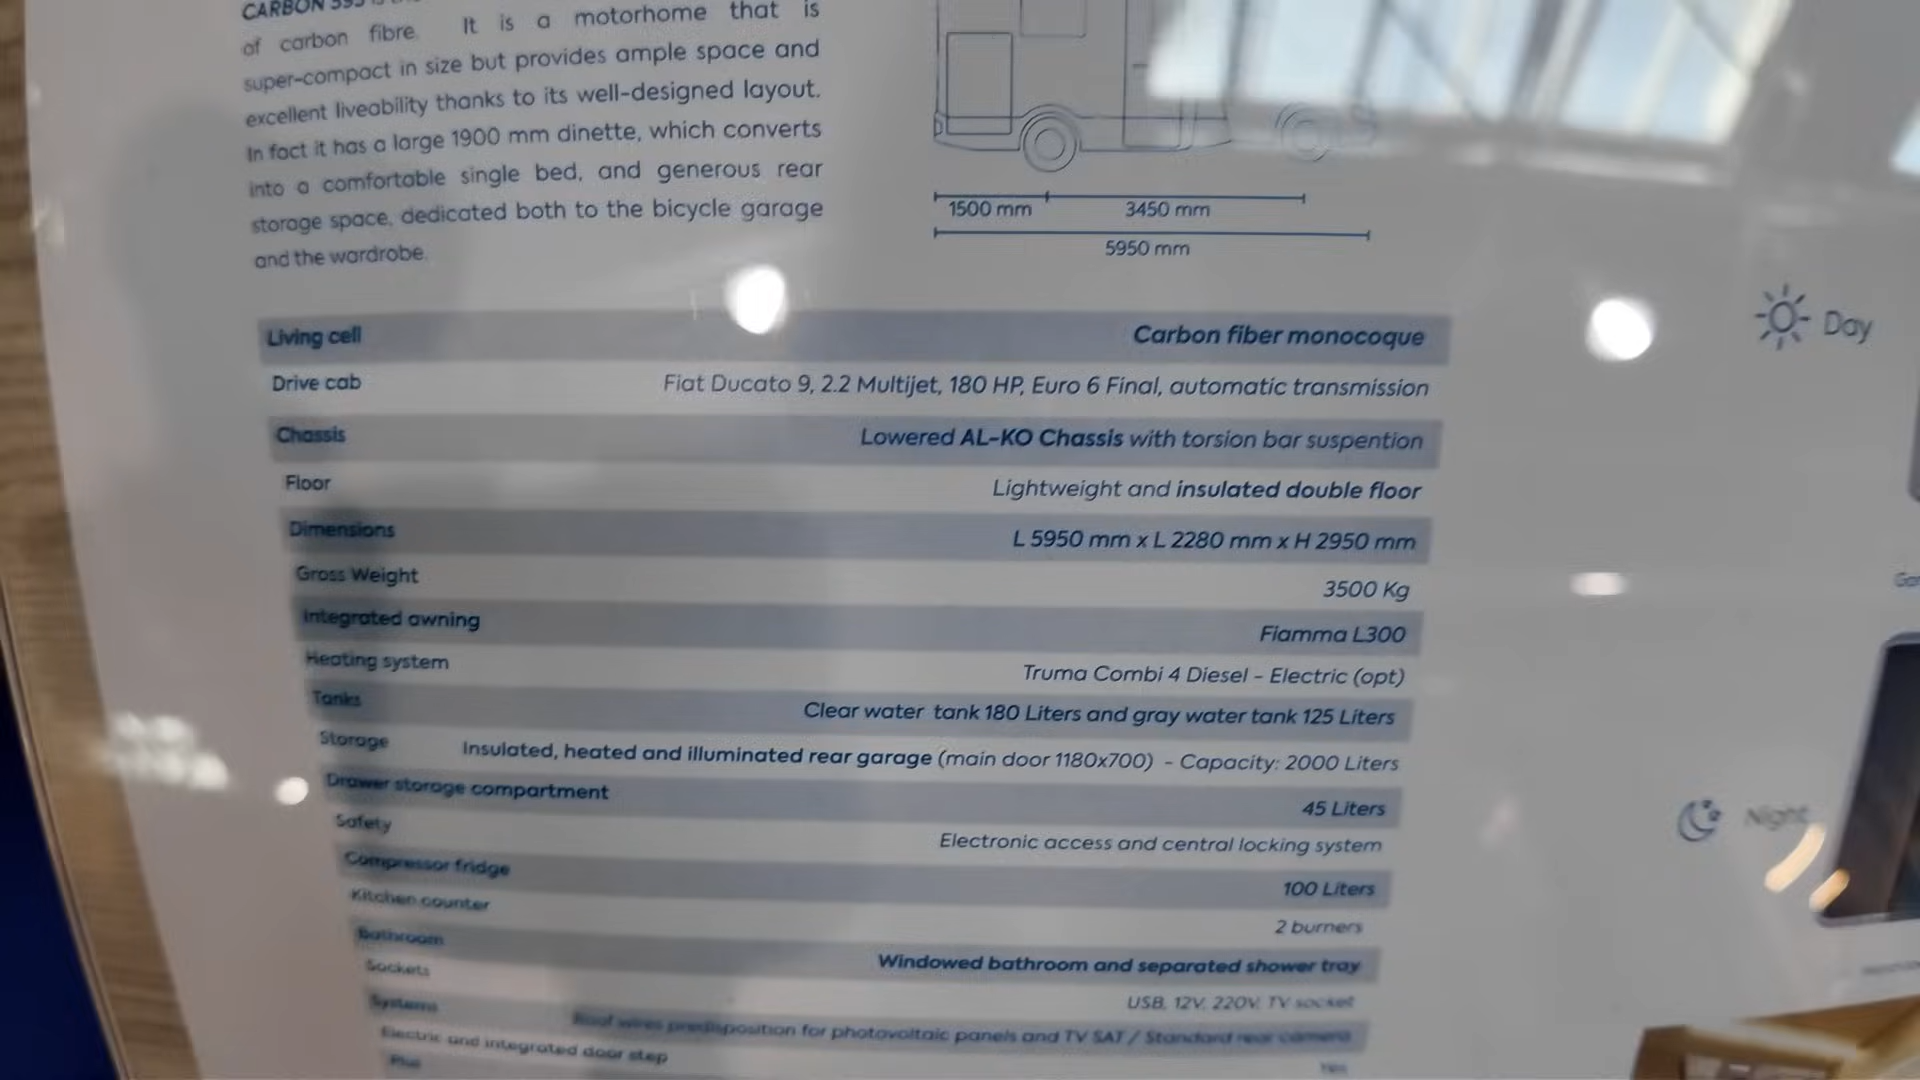 CARBON 595 is
of carbon fibre. It is a motorhome that is
super-compact in size but provides ample space and
excellent liveability thanks to its well-designed layout.
In fact it has a large 1900 mm dinette, which converts
into a comfortable single bed, and generous rear
storage space, dedicated both to the bicycle garage
and the wardrobe.
1500 mm 3450 mm
5950 mm
Living cell Carbon fiber monocoque
Drive cab Fiat Ducato 9, 2.2 Multijet, 180 HP, Euro 6 Final, automatic transmission
Chassis Lowered AL-KO Chassis with torsion bar suspention
Floor Lightweight and insulated double floor
Dimensions L 5950 mm x L 2280 mm x H 2950 mm
Gross Weight 3500 Kg
Integrated awning Fiamma L300
Heating system Truma Combi 4 Diesel - Electric (opt)
Tanks Clear water tank 180 Liters and gray water tank 125 Liters
Storage Insulated, heated and illuminated rear garage (main door 1180x700) - Capacity: 2000 Liters
Drawer storage compartment 45 Liters
Safety Electronic access and central locking system
Compressor fridge 100 Liters
Kitchen counter 2 burners
Bathroom Windowed bathroom and separated shower tray
Sockets USB, 12V, 220V, TV socket
Systems Roof wires predisposition for photovoltaic panels and TV SAT / Standard rear camera
Electric and integrated door step Yes
Plus
Day
Night